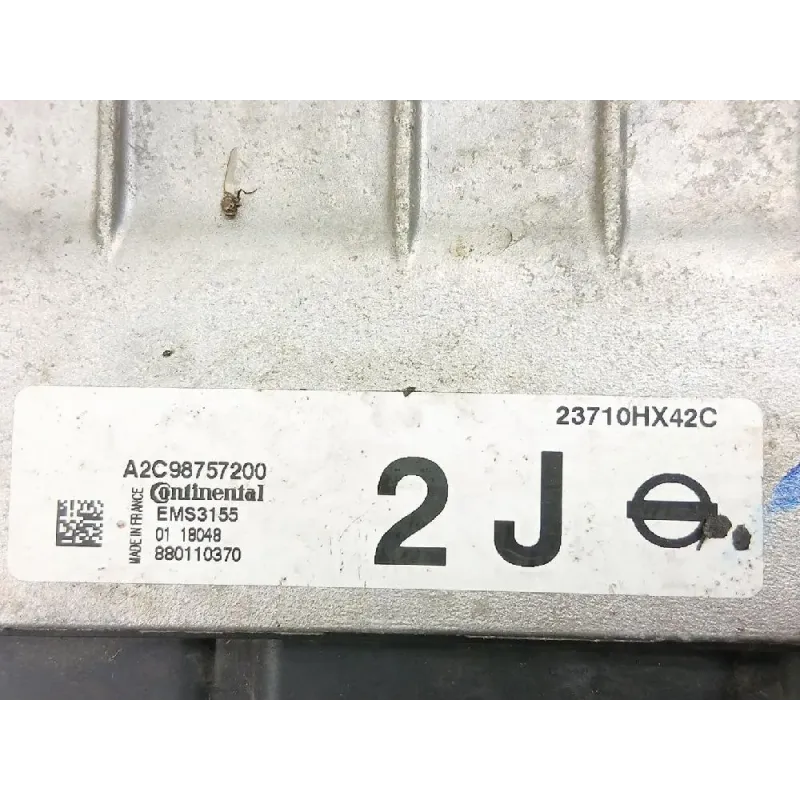 23710HX42C
A2C98757200
Continental
EMS3155
01 18048
880110370
MADE IN FRANCE
2 J